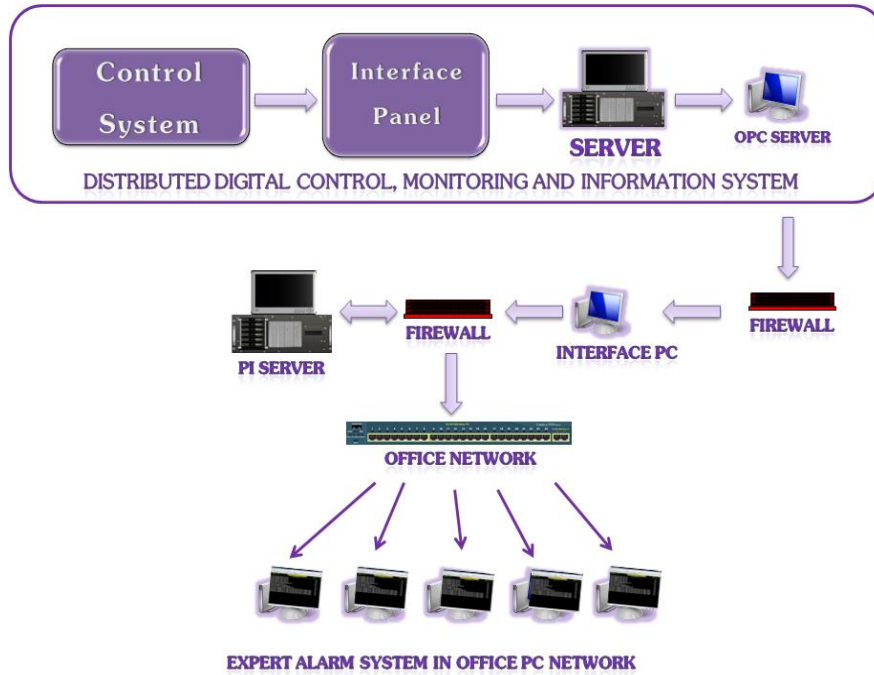 Control
System
Interface
Panel
SERVER
OPC SERVER
DISTRIBUTED DIGITAL CONTROL, MONITORING AND INFORMATION SYSTEM
FIREWALL
INTERFACE PC
FIREWALL
PI SERVER
OFFICE NETWORK
EXPERT ALARM SYSTEM IN OFFICE PC NETWORK